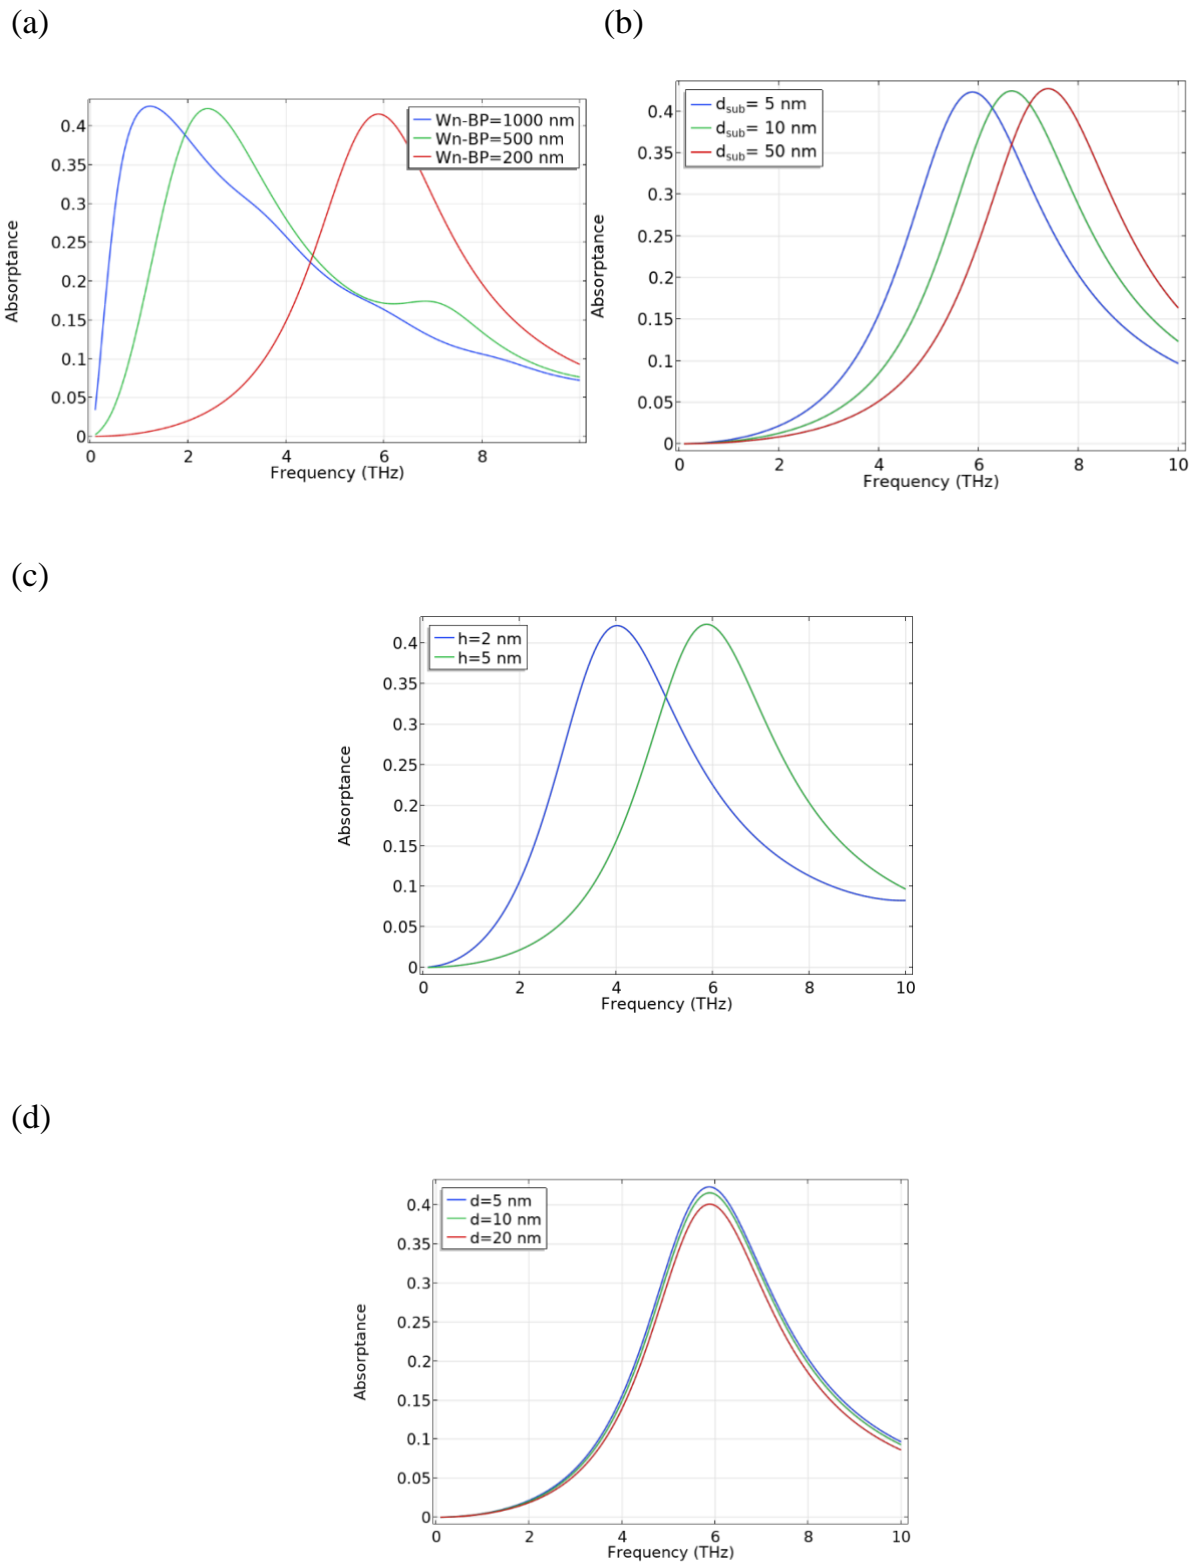 (a)
(b)
Wn-BP=1000 nm
Wn-BP=500 nm
Wn-BP=200 nm
Absorptance
0.4
0.35
0.3
0.25
0.2
0.15
0.1
0.05
0
0 2 4 6 8
Frequency (THz)
d_sub= 5 nm
d_sub= 10 nm
d_sub= 50 nm
Absorptance
0.4
0.35
0.3
0.25
0.2
0.15
0.1
0.05
0
0 2 4 6 8 10
Frequency (THz)
(c)
h=2 nm
h=5 nm
Absorptance
0.4
0.35
0.3
0.25
0.2
0.15
0.1
0.05
0
0 2 4 6 8 10
Frequency (THz)
(d)
d=5 nm
d=10 nm
d=20 nm
Absorptance
0.4
0.35
0.3
0.25
0.2
0.15
0.1
0.05
0
0 2 4 6 8 10
Frequency (THz)